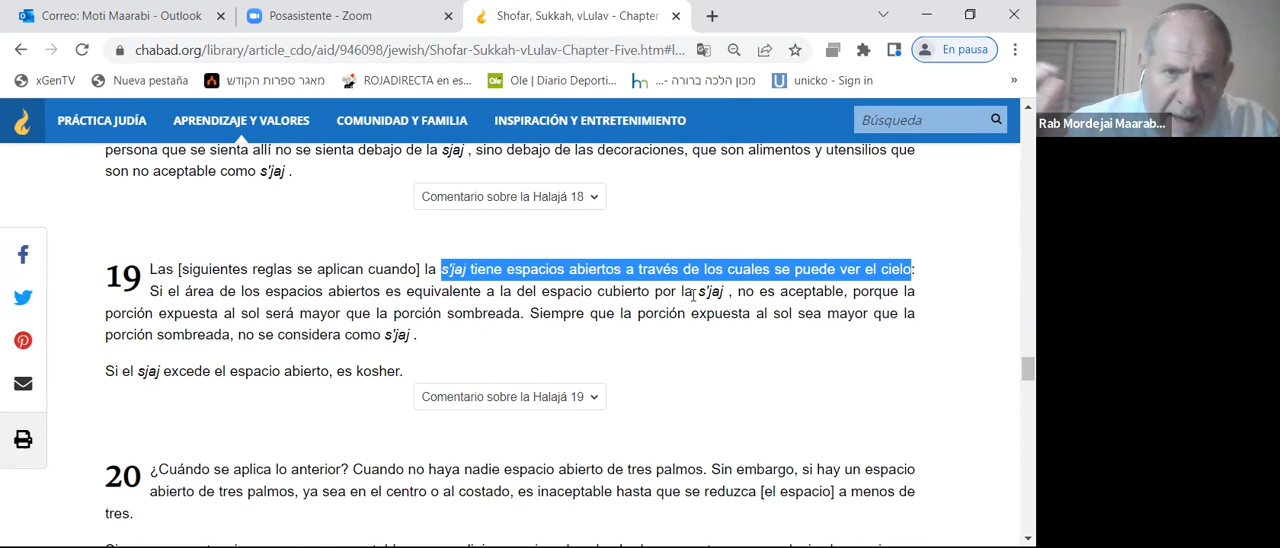 Correo: Moti Maarabi - Outlook
Posasistente - Zoom
Shofar, Sukkah, vLulav - Chapter
chabad.org/library/article_cdo/aid/946098/jewish/Shofar-Sukkah-vLulav-Chapter-Five.htm#l...
En pausa
xGenTV
Nueva pestaña
מאגר ספרות הקודש
ROJADIRECTA en es...
Ole | Diario Deporti...
מכון הלכה ברורה -...
unicko - Sign in
»
PRÁCTICA JUDÍA
APRENDIZAJE Y VALORES
COMUNIDAD Y FAMILIA
INSPIRACIÓN Y ENTRETENIMIENTO
Búsqueda
Rab Mordejai Maarab...
persona que se sienta allí no se sienta debajo de la sjaj , sino debajo de las decoraciones, que son alimentos y utensilios que
son no aceptable como s'jaj .
Comentario sobre la Halajá 18
19 Las [siguientes reglas se aplican cuando] la s'jaj tiene espacios abiertos a través de los cuales se puede ver el cielo:
Si el área de los espacios abiertos es equivalente a la del espacio cubierto por la s'jaj , no es aceptable, porque la
porción expuesta al sol será mayor que la porción sombreada. Siempre que la porción expuesta al sol sea mayor que la
porción sombreada, no se considera como s'jaj .
Si el sjaj excede el espacio abierto, es kosher.
Comentario sobre la Halajá 19
20 ¿Cuándo se aplica lo anterior? Cuando no haya nadie espacio abierto de tres palmos. Sin embargo, si hay un espacio
abierto de tres palmos, ya sea en el centro o al costado, es inaceptable hasta que se reduzca [el espacio] a menos de
tres.